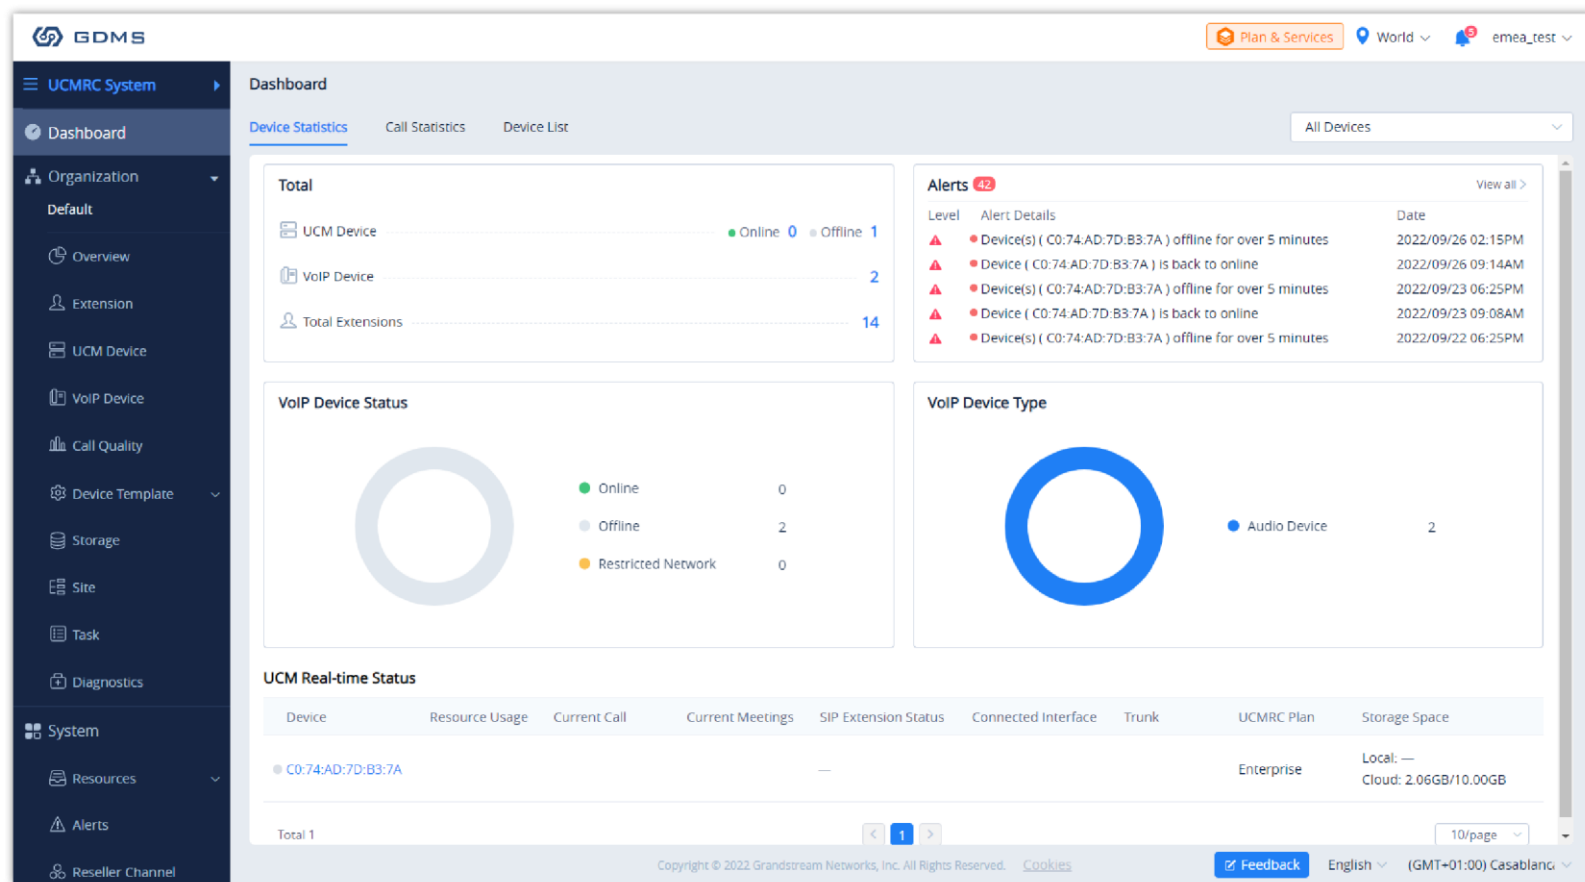 GDMS
Plan & Services
World
5
emea_test
UCMRC System
Dashboard
Organization
Default
Overview
Extension
UCM Device
VoIP Device
Call Quality
Device Template
Storage
Site
Task
Diagnostics
System
Resources
Alerts
Reseller Channel
Dashboard
Device Statistics Call Statistics Device List
All Devices
Total
UCM Device Online 0 Offline 1
VoIP Device 2
Total Extensions 14
Alerts 42 View all >
Level Alert Details Date
Device(s) ( C0:74:AD:7D:B3:7A ) offline for over 5 minutes 2022/09/26 02:15PM
Device ( C0:74:AD:7D:B3:7A ) is back to online 2022/09/26 09:14AM
Device(s) ( C0:74:AD:7D:B3:7A ) offline for over 5 minutes 2022/09/23 06:25PM
Device ( C0:74:AD:7D:B3:7A ) is back to online 2022/09/23 09:08AM
Device(s) ( C0:74:AD:7D:B3:7A ) offline for over 5 minutes 2022/09/22 06:25PM
VoIP Device Status
Online 0
Offline 2
Restricted Network 0
VoIP Device Type
Audio Device 2
UCM Real-time Status
Device Resource Usage Current Call Current Meetings SIP Extension Status Connected Interface Trunk UCMRC Plan Storage Space
C0:74:AD:7D:B3:7A — Enterprise
Local: —
Cloud: 2.06GB/10.00GB
Total 1 < 1 > 10/page
Copyright © 2022 Grandstream Networks, Inc. All Rights Reserved. Cookies
Feedback
English
(GMT+01:00) Casablanc